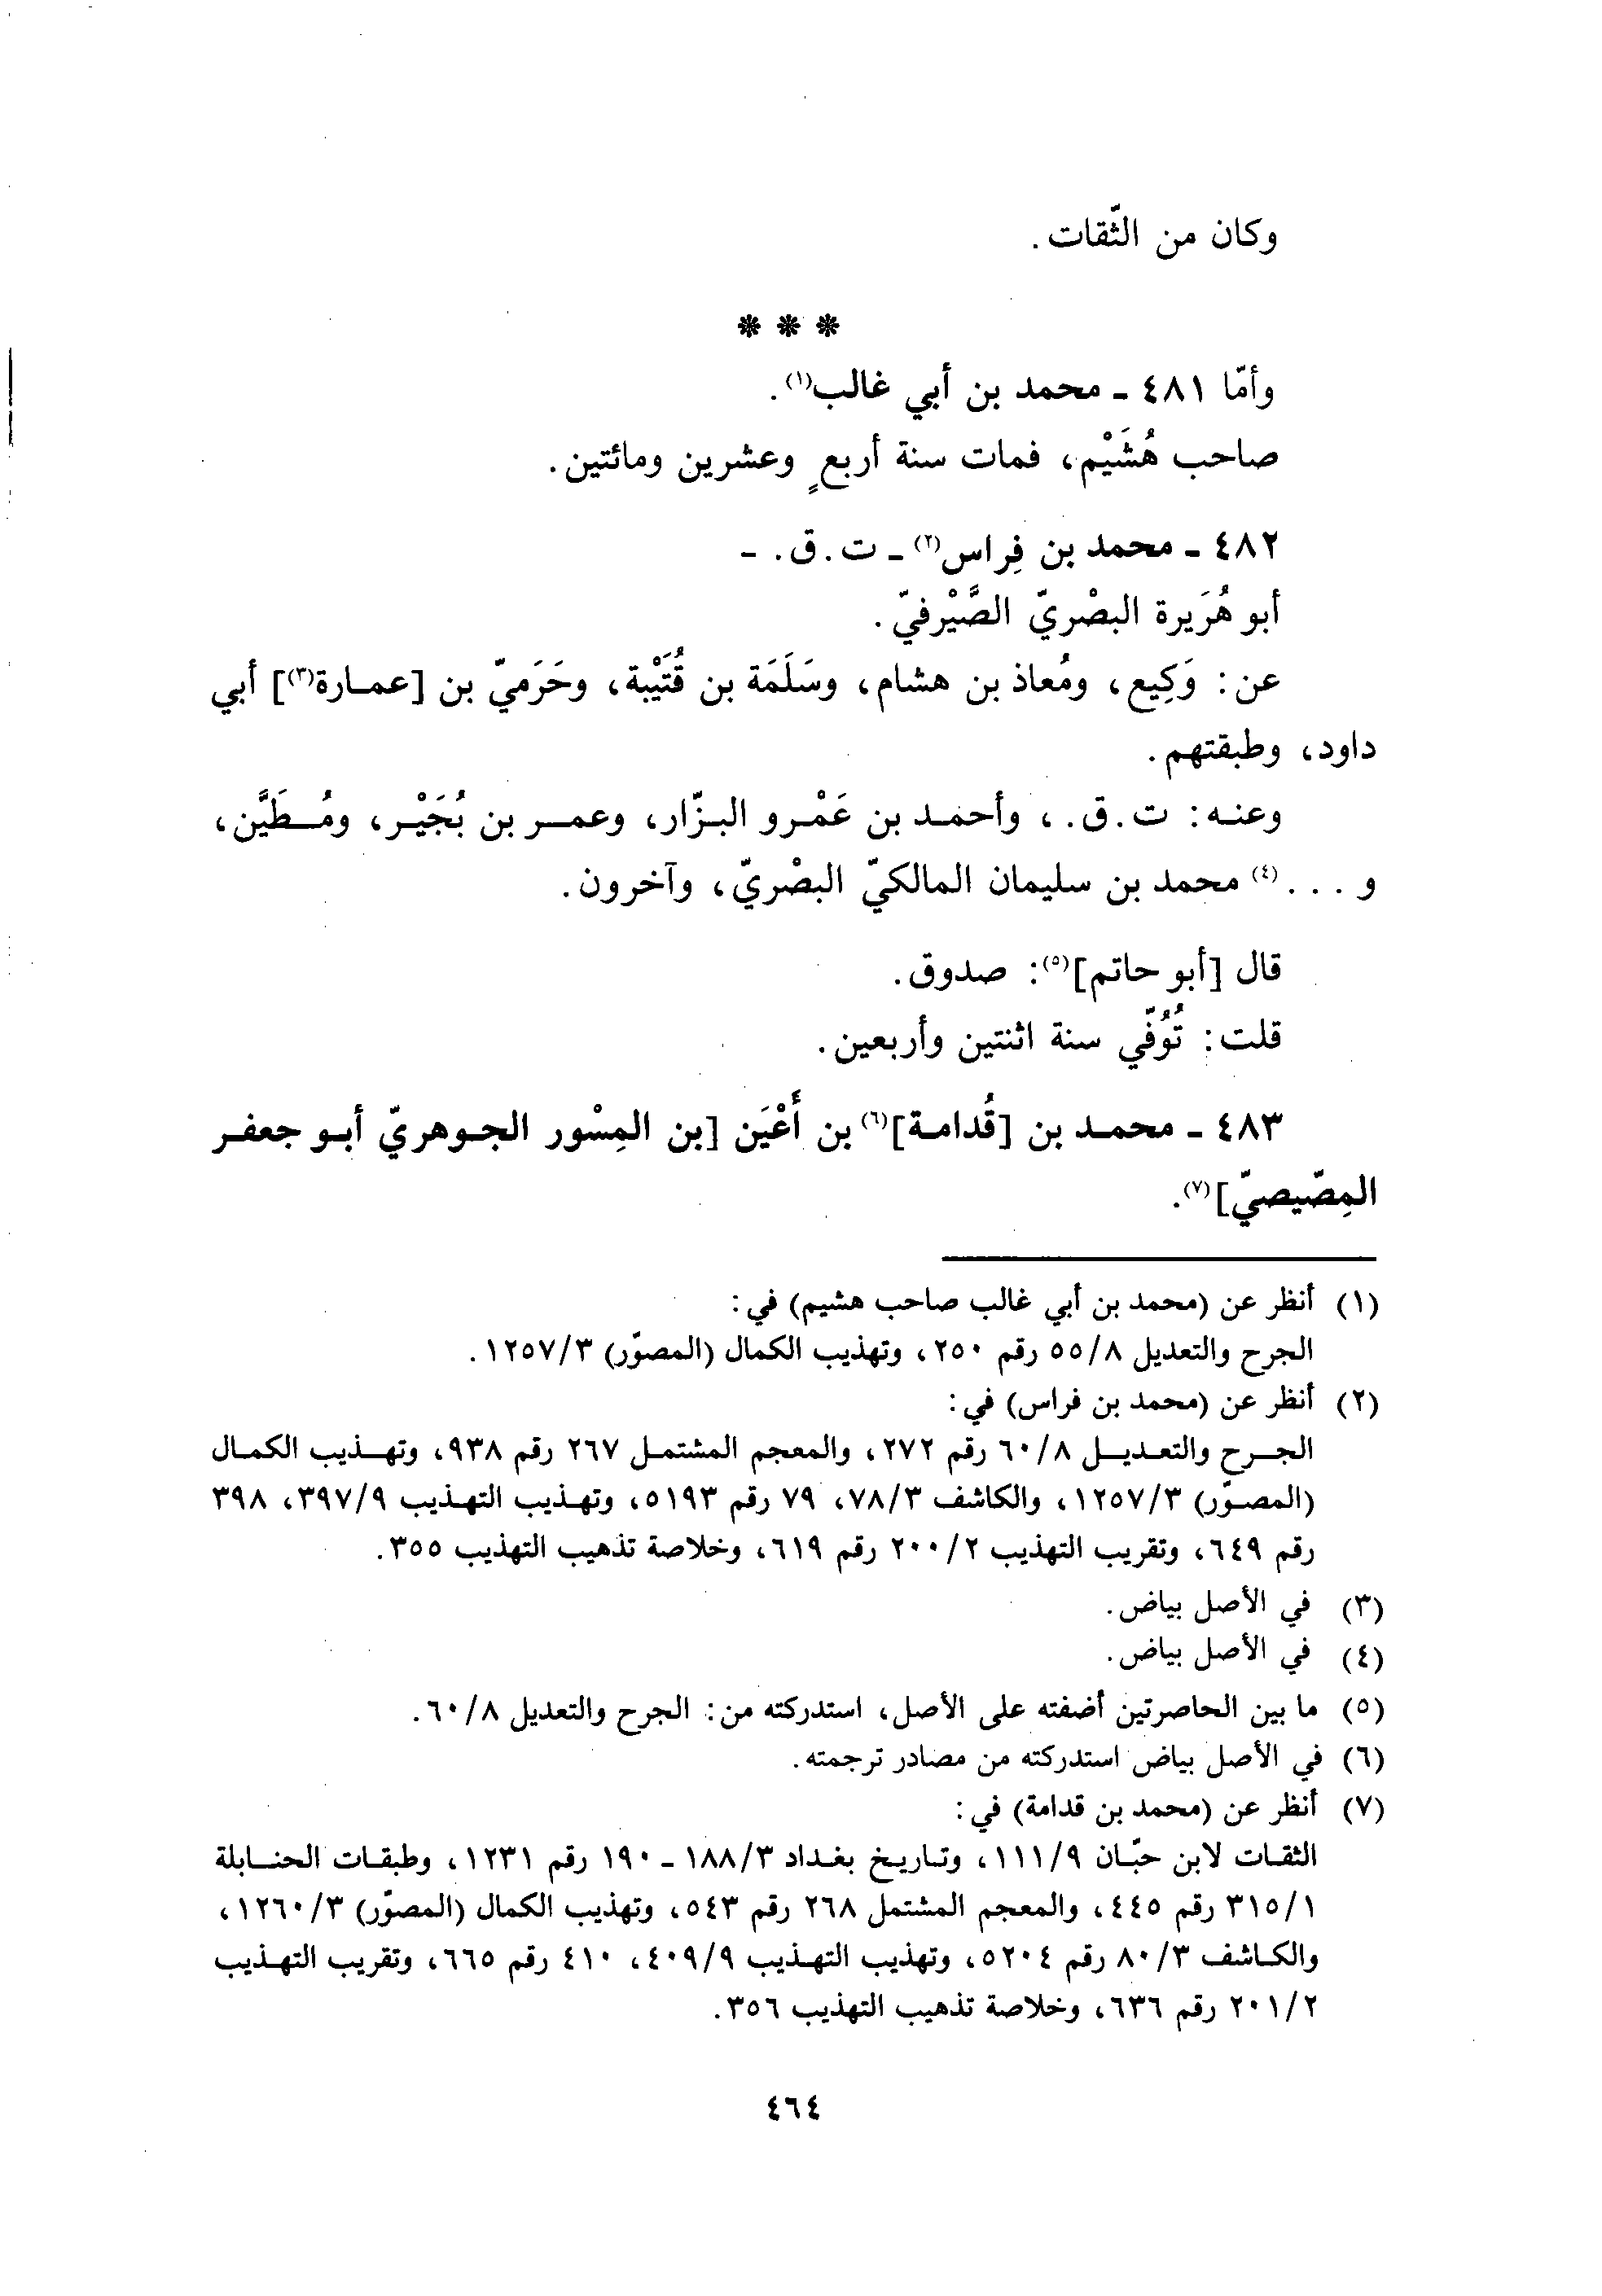 وكان من الثّقات.
* * *
وأمّا ٤٨١ ـ محمد بن أبي غالب(١).
صاحب هُشَيْم، فمات سنة أربعٍ وعشرين ومائتين.
٤٨٢ ـ محمد بن فِراس(٢) ـ ت. ق. ـ
أبو هُرَيرة البصْريّ الصَّيْرفيّ.
عن: وَكِيع، ومُعاذ بن هشام، وسَلَمَة بن قُتَيْبة، وحَرَميّ بن [عمارة(٣)] أبي
داود، وطبقتهم.
وعنه: ت. ق.، وأحمد بن عَمْرو البزّار، وعمر بن بُجَيْر، ومُطَيَّن،
و . . . (٤) محمد بن سليمان المالكيّ البصْريّ، وآخرون.
قال [أبو حاتم](٥): صدوق.
قلت: تُوُفّي سنة اثنتين وأربعين.
٤٨٣ ـ محمد بن [قُدامة](٦) بن أَعْيَن [بن المِسْور الجوهريّ أبو جعفر
المِصّيصيّ](٧).
(١) أنظر عن (محمد بن أبي غالب صاحب هشيم) في:
الجرح والتعديل ٥٥/٨ رقم ٢٥٠، وتهذيب الكمال (المصوّر) ١٢٥٧/٣.
(٢) أنظر عن (محمد بن فراس) في:
الجرح والتعديل ٦٠/٨ رقم ٢٧٢، والمعجم المشتمل ٢٦٧ رقم ٩٣٨، وتهذيب الكمال
(المصوّر) ١٢٥٧/٣، والكاشف ٧٨/٣، ٧٩ رقم ٥١٩٣، وتهذيب التهذيب ٣٩٧/٩، ٣٩٨
رقم ٦٤٩، وتقريب التهذيب ٢٠٠/٢ رقم ٦١٩، وخلاصة تذهيب التهذيب ٣٥٥.
(٣) في الأصل بياض.
(٤) في الأصل بياض.
(٥) ما بين الحاصرتين أضفته على الأصل، استدركته من: الجرح والتعديل ٦٠/٨.
(٦) في الأصل بياض استدركته من مصادر ترجمته.
(٧) أنظر عن (محمد بن قدامة) في:
الثقات لابن حبّان ١١١/٩، وتاريخ بغداد ١٨٨/٣ ـ ١٩٠ رقم ١٢٣١، وطبقات الحنابلة
٣١٥/١ رقم ٤٤٥، والمعجم المشتمل ٢٦٨ رقم ٥٤٣، وتهذيب الكمال (المصوّر) ١٢٦٠/٣،
والكاشف ٨٠/٣ رقم ٥٢٠٤، وتهذيب التهذيب ٤٠٩/٩، ٤١٠ رقم ٦٦٥، وتقريب التهذيب
٢٠١/٢ رقم ٦٣٦، وخلاصة تذهيب التهذيب ٣٥٦.
٤٦٤